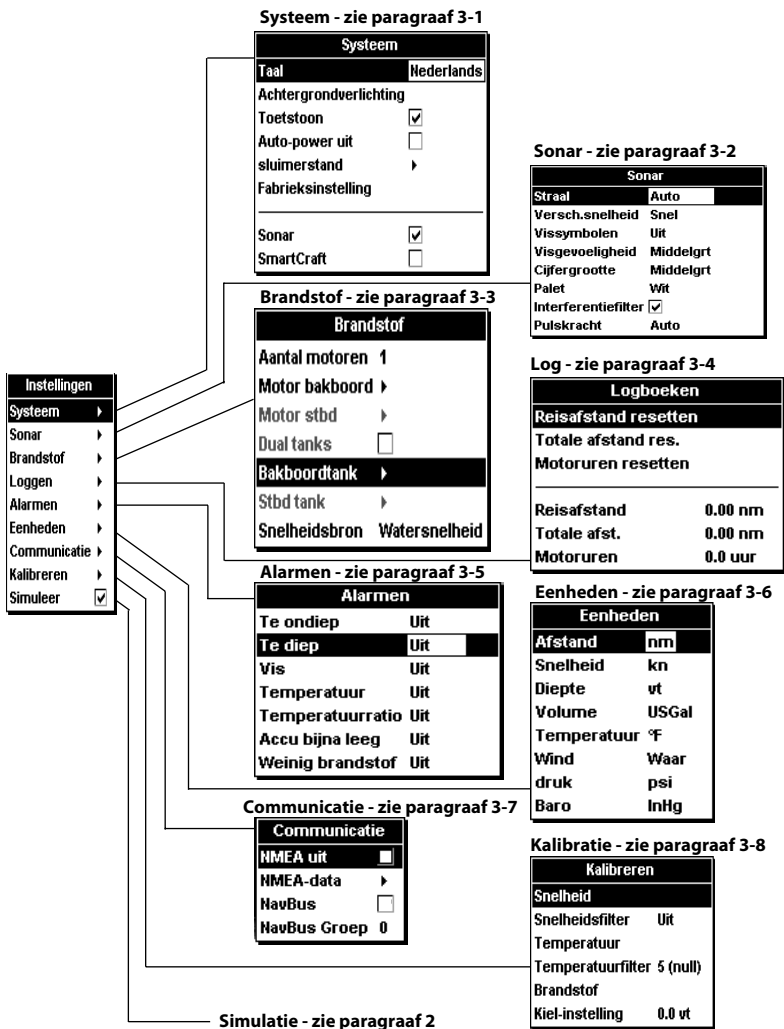 Systeem - zie paragraaf 3-1
Systeem
Taal Nederlands
Achtergrondverlichting
Toetstoon
Auto-power uit
sluimerstand
Fabrieksinstelling
Sonar
SmartCraft
Sonar - zie paragraaf 3-2
Sonar
Straal Auto
Versch.snelheid Snel
Vissymbolen Uit
Visgevoeligheid Middelgrt
Cijfergrootte Middelgrt
Palet Wit
Interferentiefilter
Pulskracht Auto
Brandstof - zie paragraaf 3-3
Brandstof
Aantal motoren 1
Motor bakboord
Motor stbd
Dual tanks
Bakboordtank
Stbd tank
Snelheidsbron Watersnelheid
Instellingen
Systeem
Sonar
Brandstof
Loggen
Alarmen
Eenheden
Communicatie
Kalibreren
Simuleer
Log - zie paragraaf 3-4
Logboeken
Reisafstand resetten
Totale afstand res.
Motoruren resetten
Reisafstand 0.00 nm
Totale afst. 0.00 nm
Motoruren 0.0 uur
Alarmen - zie paragraaf 3-5
Alarmen
Te ondiep Uit
Te diep Uit
Vis Uit
Temperatuur Uit
Temperatuurratio Uit
Accu bijna leeg Uit
Weinig brandstof Uit
Eenheden - zie paragraaf 3-6
Eenheden
Afstand nm
Snelheid kn
Diepte vt
Volume USGal
Temperatuur °F
Wind Waar
druk psi
Baro InHg
Communicatie - zie paragraaf 3-7
Communicatie
NMEA uit
NMEA-data
NavBus
NavBus Groep 0
Kalibratie - zie paragraaf 3-8
Kalibreren
Snelheid
Snelheidsfilter Uit
Temperatuur
Temperatuurfilter 5 (null)
Brandstof
Kiel-instelling 0.0 vt
Simulatie - zie paragraaf 2